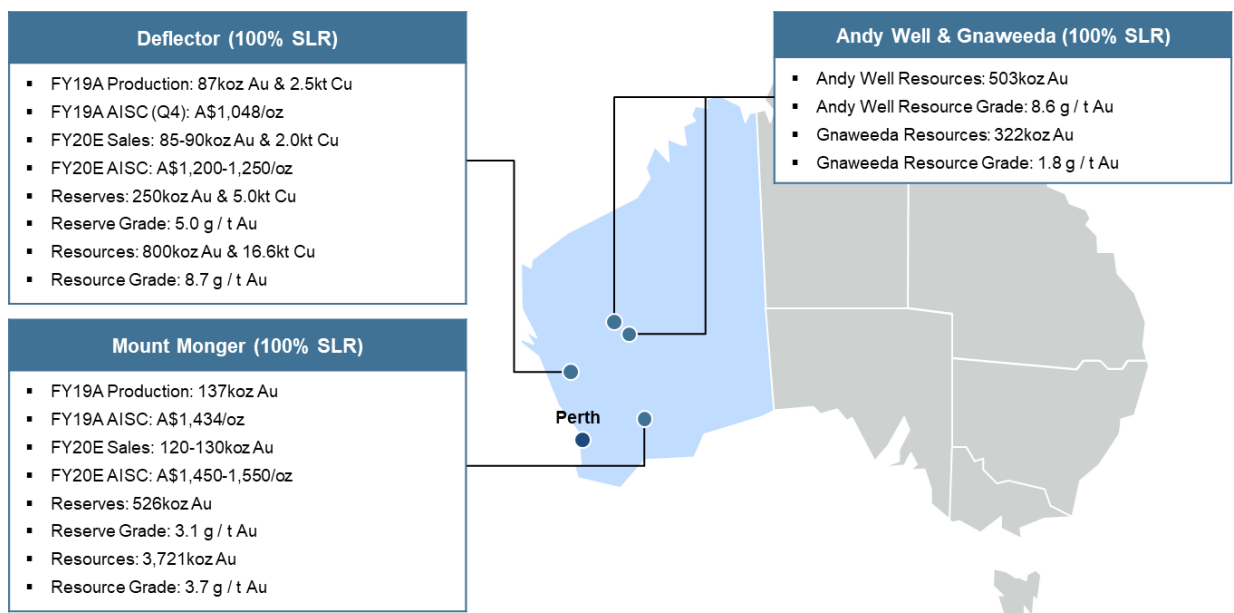 Deflector (100% SLR)
▪ FY19A Production: 87koz Au & 2.5kt Cu
▪ FY19A AISC (Q4): A$1,048/oz
▪ FY20E Sales: 85-90koz Au & 2.0kt Cu
▪ FY20E AISC: A$1,200-1,250/oz
▪ Reserves: 250koz Au & 5.0kt Cu
▪ Reserve Grade: 5.0 g / t Au
▪ Resources: 800koz Au & 16.6kt Cu
▪ Resource Grade: 8.7 g / t Au
Andy Well & Gnaweeda (100% SLR)
▪ Andy Well Resources: 503koz Au
▪ Andy Well Resource Grade: 8.6 g / t Au
▪ Gnaweeda Resources: 322koz Au
▪ Gnaweeda Resource Grade: 1.8 g / t Au
Mount Monger (100% SLR)
▪ FY19A Production: 137koz Au
▪ FY19A AISC: A$1,434/oz
▪ FY20E Sales: 120-130koz Au
▪ FY20E AISC: A$1,450-1,550/oz
▪ Reserves: 526koz Au
▪ Reserve Grade: 3.1 g / t Au
▪ Resources: 3,721koz Au
▪ Resource Grade: 3.7 g / t Au
Perth